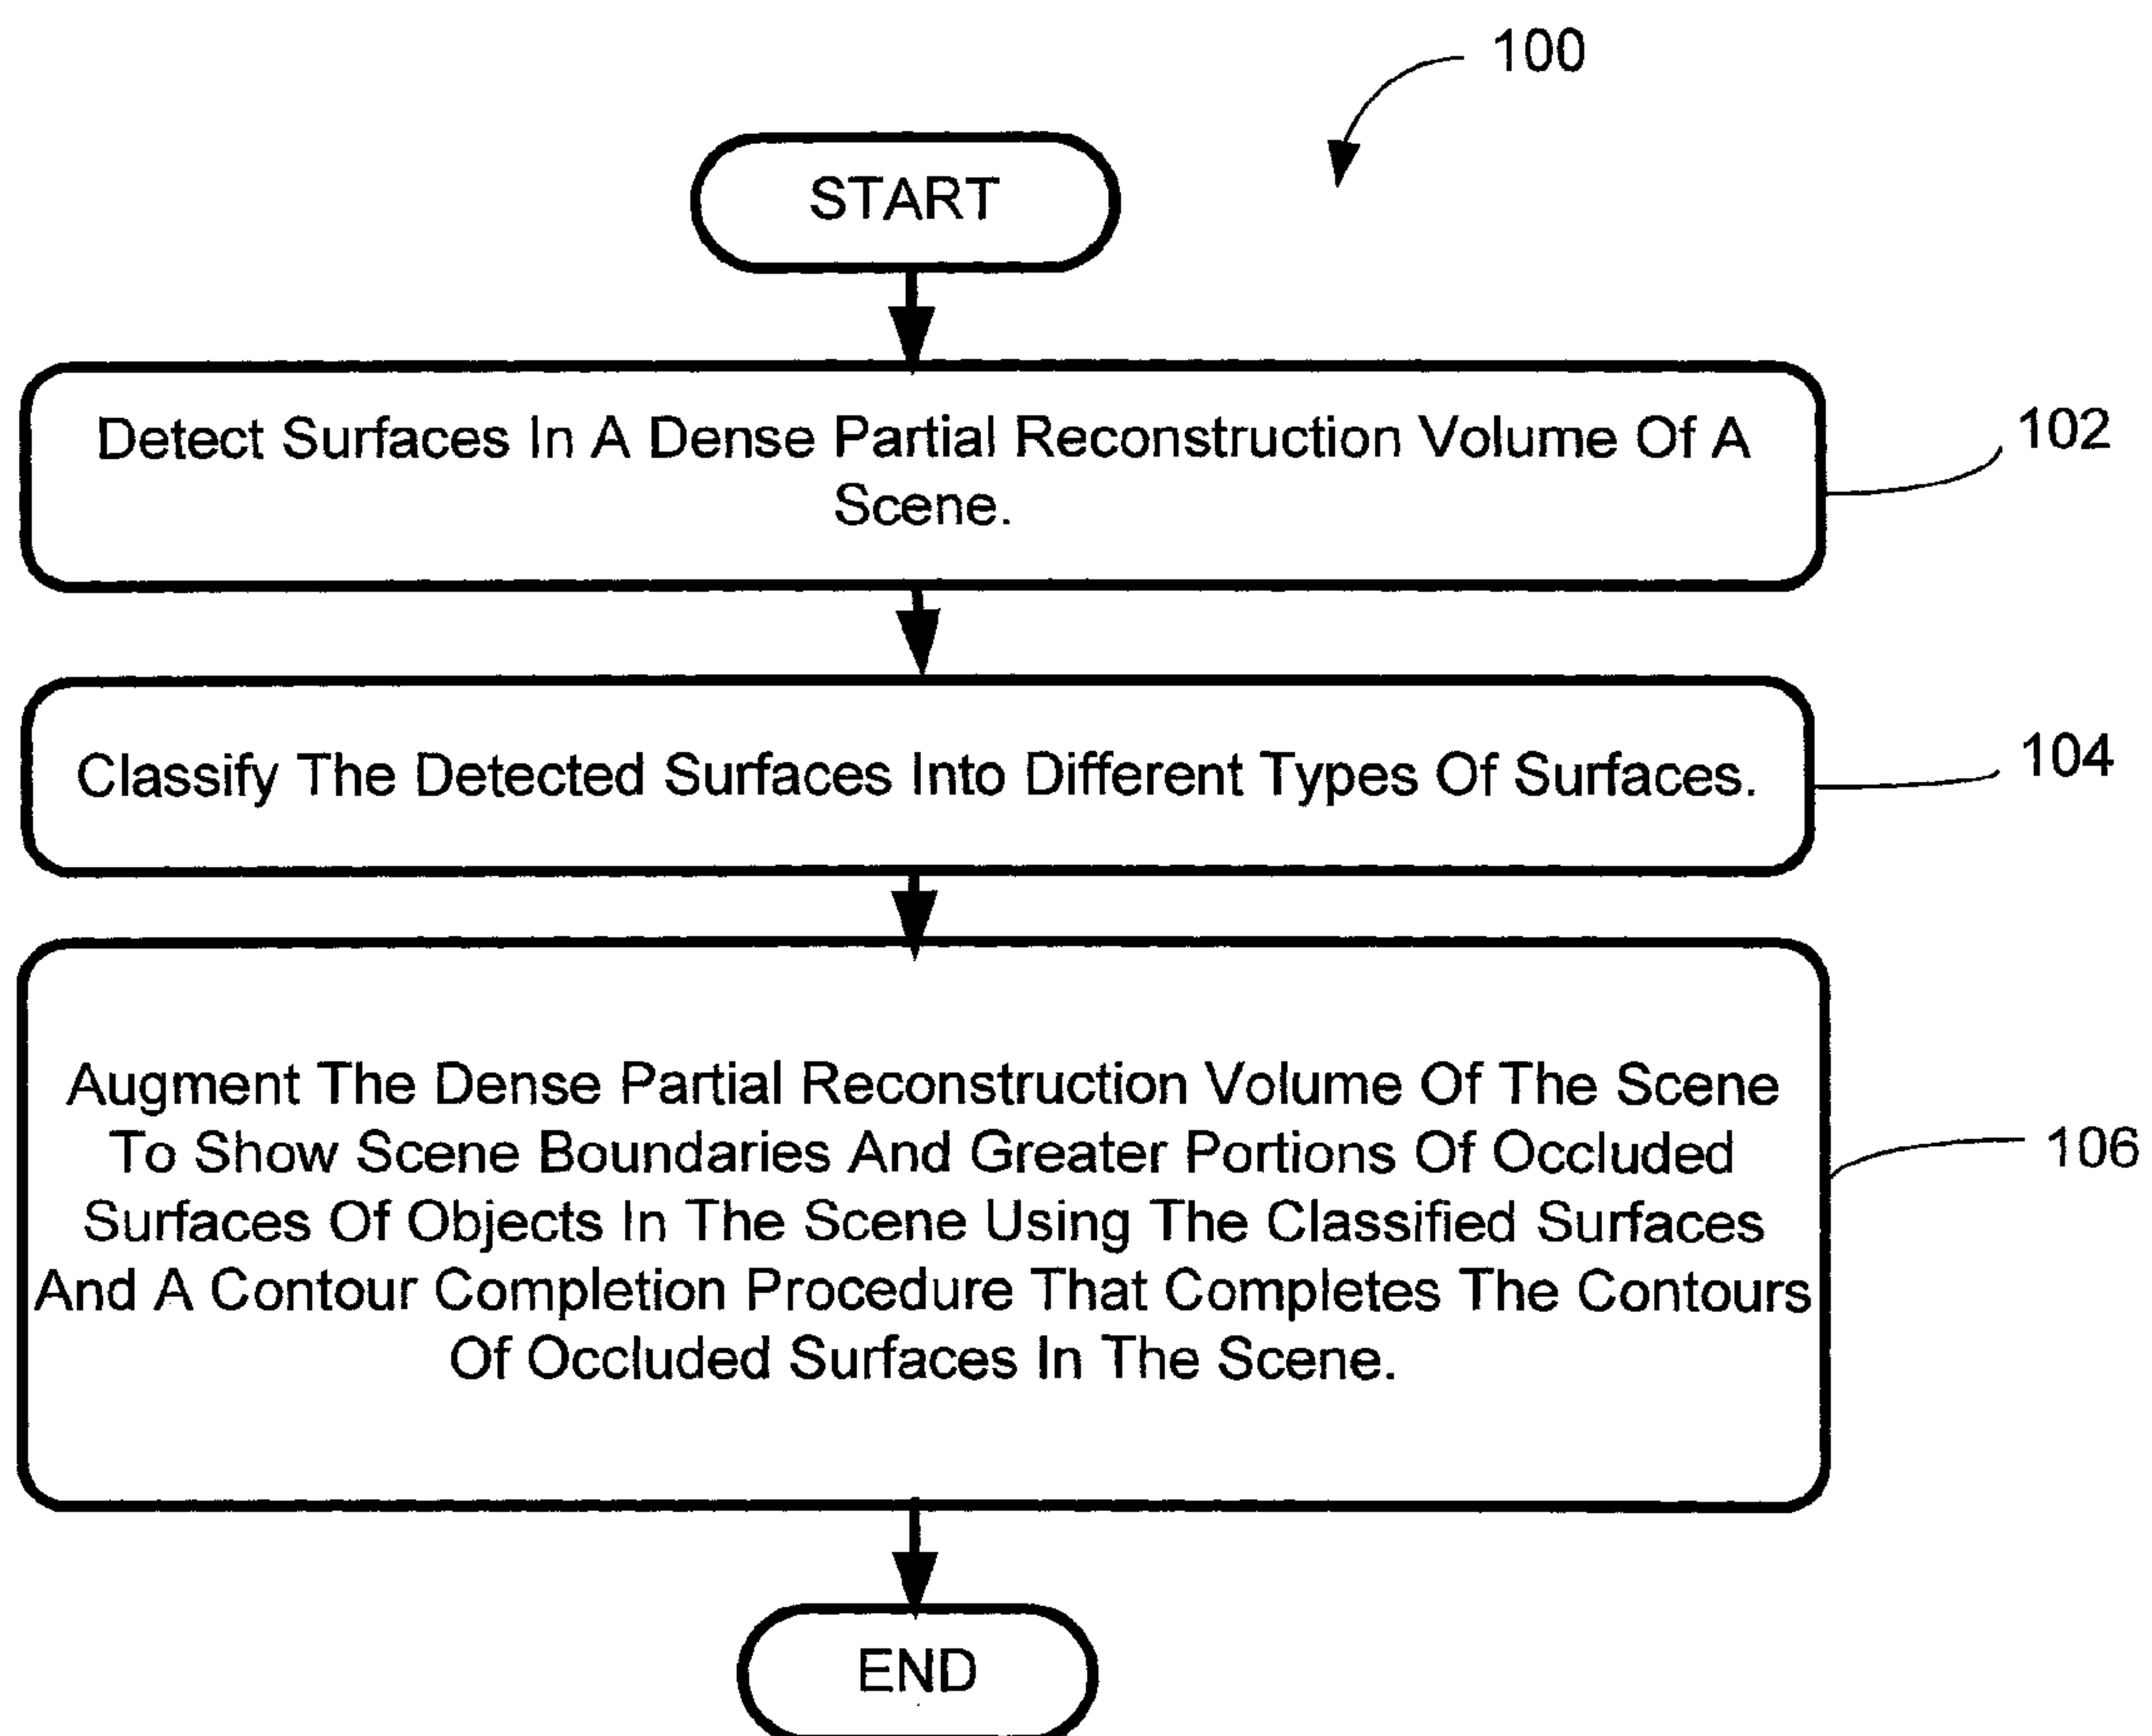 100
START
Detect Surfaces In A Dense Partial Reconstruction Volume Of A
Scene.
102
Classify The Detected Surfaces Into Different Types Of Surfaces.
104
Augment The Dense Partial Reconstruction Volume Of The Scene
To Show Scene Boundaries And Greater Portions Of Occluded
Surfaces Of Objects In The Scene Using The Classified Surfaces
And A Contour Completion Procedure That Completes The Contours
Of Occluded Surfaces In The Scene.
106
END